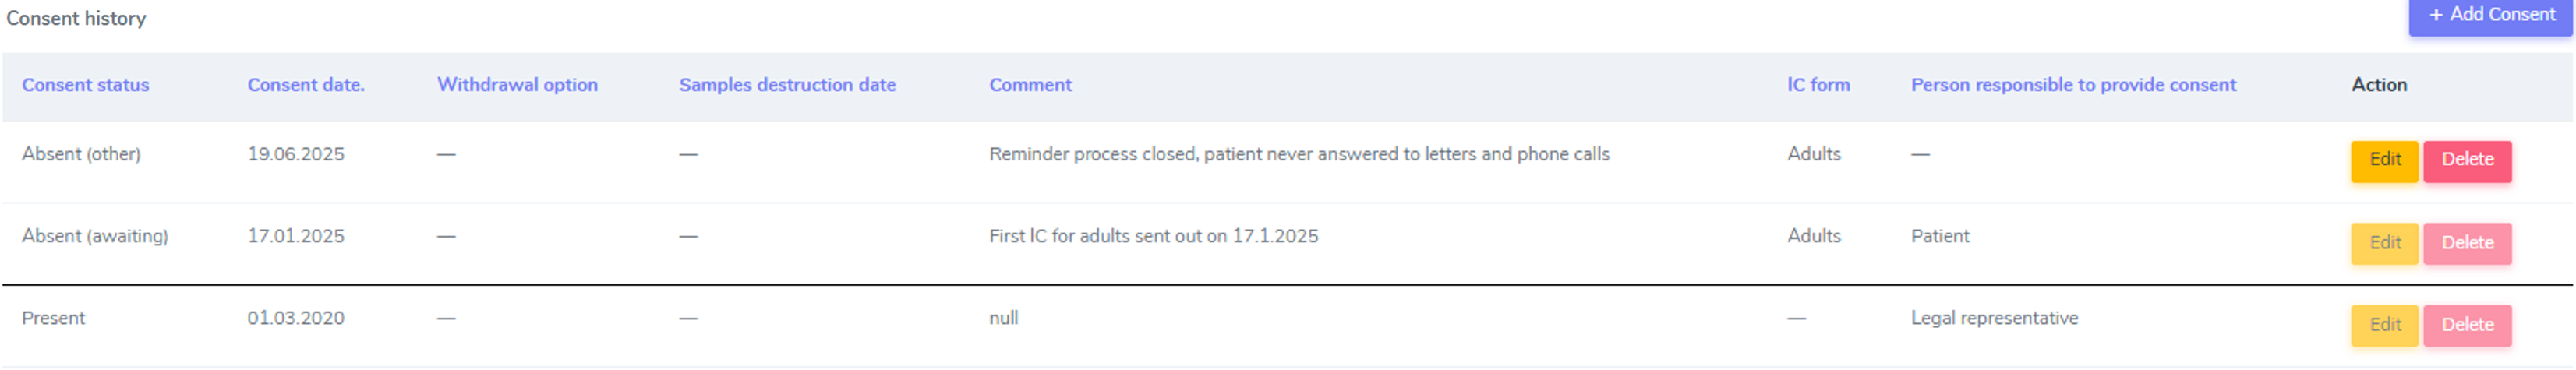 Consent history
+ Add Consent
Consent status Consent date. Withdrawal option Samples destruction date Comment IC form Person responsible to provide consent Action
Absent (other) 19.06.2025 — — Reminder process closed, patient never answered to letters and phone calls Adults — Edit Delete
Absent (awaiting) 17.01.2025 — — First IC for adults sent out on 17.1.2025 Adults Patient Edit Delete
Present 01.03.2020 — — null — Legal representative Edit Delete